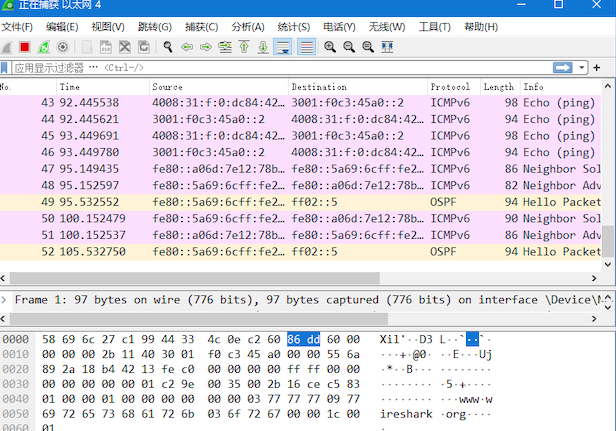 正在捕获 以太网 4
文件(F) 编辑(E) 视图(V) 跳转(G) 捕获(C) 分析(A) 统计(S) 电话(Y) 无线(W) 工具(T) 帮助(H)
应用显示过滤器 … <Ctrl-/>
No. Time Source Destination Protocol Length Info
43 92.445538 4008:31:f:0:dc84:42… 3001:f0c3:45a0::2 ICMPv6 98 Echo (ping)
44 92.445621 3001:f0c3:45a0::2 4008:31:f:0:dc84:42… ICMPv6 98 Echo (ping)
45 93.449691 4008:31:f:0:dc84:42… 3001:f0c3:45a0::2 ICMPv6 98 Echo (ping)
46 93.449780 3001:f0c3:45a0::2 4008:31:f:0:dc84:42… ICMPv6 98 Echo (ping)
47 95.149435 fe80::a06d:7e12:78b… fe80::5a69:6cff:fe2… ICMPv6 86 Neighbor Sol
48 95.152597 fe80::5a69:6cff:fe2… fe80::a06d:7e12:78b… ICMPv6 82 Neighbor Adv
49 95.532552 fe80::5a69:6cff:fe2… ff02::5 OSPF 94 Hello Packet
50 100.152479 fe80::5a69:6cff:fe2… fe80::a06d:7e12:78b… ICMPv6 90 Neighbor Sol
51 100.152537 fe80::a06d:7e12:78b… fe80::5a69:6cff:fe2… ICMPv6 86 Neighbor Adv
52 105.532750 fe80::5a69:6cff:fe2… ff02::5 OSPF 94 Hello Packet
Frame 1: 97 bytes on wire (776 bits), 97 bytes captured (776 bits) on interface \Device\N
0000 58 69 6c 27 c1 99 44 33 4c 0e c2 60 86 dd 60 00 Xil'··D3 L··`··`·
0010 00 00 00 2b 11 40 30 01 f0 c3 45 a0 00 00 55 6a ···+·@0· ··E···Uj
0020 89 2a 18 b4 42 13 fe c0 00 00 00 00 ff ff 00 00 ·*··B··· ········
0030 00 00 00 00 00 01 c2 9e 00 35 00 2b 16 ce c5 83 ········ ·5·+····
0040 01 00 00 01 00 00 00 00 00 00 03 77 77 77 09 77 ········ ···www·w
0050 69 72 65 73 68 61 72 6b 03 6f 72 67 00 00 1c 00 ireshark ·org····
0060 01